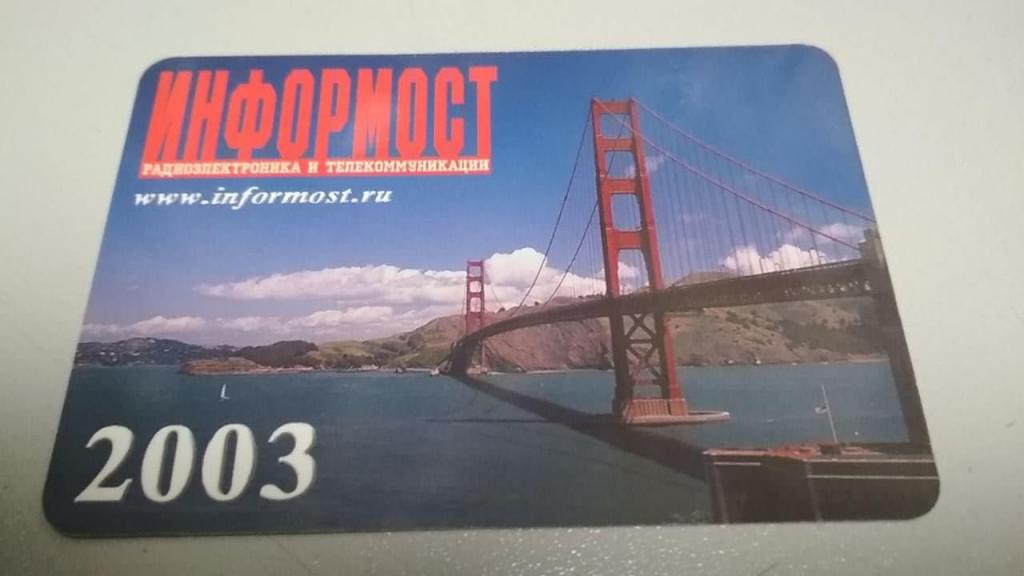 ИНФОРМОСТ
РАДИОЭЛЕКТРОНИКА И ТЕЛЕКОММУНИКАЦИИ
www.informost.ru
2003